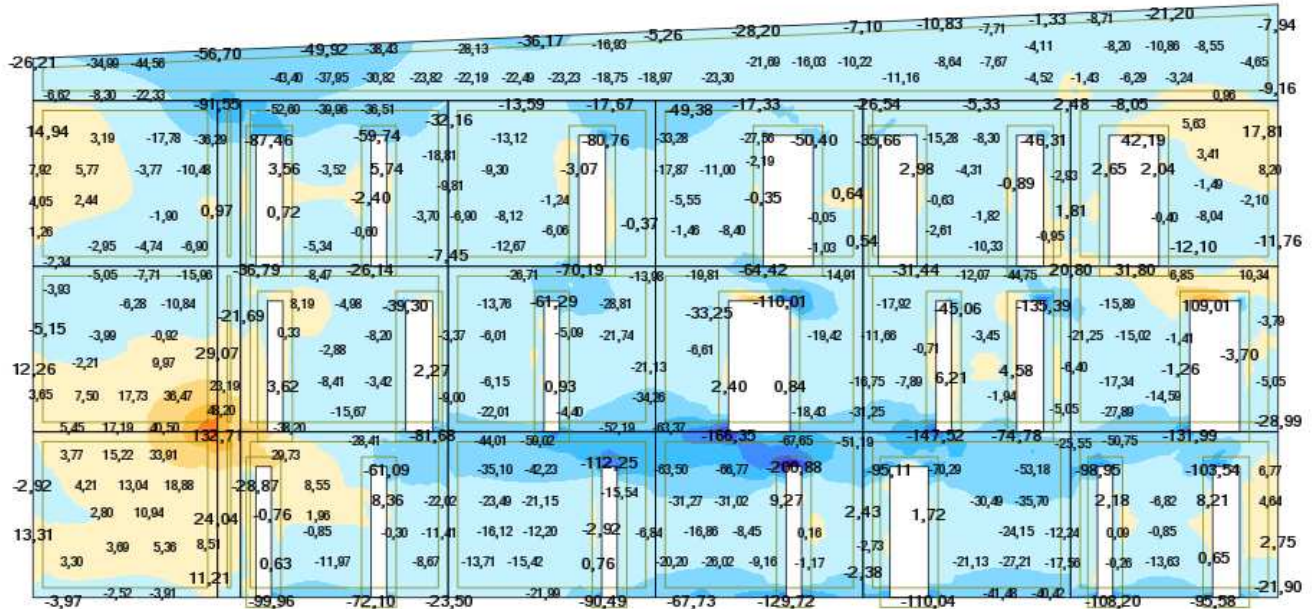 -7,94
-10,83 -1,33 -8,71 -21,20
-28,20 -7,10 -7,71
-56,70 -49,92 -38,43 -28,13 -36,17 -16,93 -5,26 -4,11 -8,20 -10,86 -8,55
-26,21 -34,99 -44,56 -21,69 -16,03 -10,22 -8,64 -7,67 -4,65
-43,40 -37,95 -30,82 -23,82 -22,19 -22,49 -23,23 -18,75 -18,97 -23,30 -11,16 -4,52 -1,43 -6,29 -3,24
-9,16
-6,62 -8,30 -22,33 0,96
-91,55 -52,60 -39,96 -36,51 -13,59 -17,67 -49,38 -17,33 -26,54 -5,33 2,48 -8,05
-32,16
14,94 3,19 -17,78 -36,29 -87,46 -59,74 -13,12 -80,76 -33,28 -27,56 -50,40 -35,66 -15,28 -8,30 -46,31 42,19 5,63 17,81
-18,81 -2,19 3,41
7,92 5,77 -3,77 -10,48 3,56 -3,52 5,74 -9,30 -3,07 -17,87 -11,00 2,98 -4,31 -2,93 2,65 2,04 8,20
-9,81 -0,89 -1,49
4,05 2,44 -2,40 -1,24 -5,55 -0,35 0,64 -0,63 -2,10
-1,90 0,97 0,72 -3,70 -6,90 -8,12 -0,37 -0,05 -1,82 1,81 -0,40 -8,04
1,26 -0,60 -6,06 -1,46 -8,40 -2,61 -0,95
-2,95 -4,74 -6,90 -5,34 -7,45 -12,67 -1,03 0,54 -10,33 -12,10 -11,76
-2,34
-5,05 -7,71 -15,96 -36,79 8,47 -26,14 26,71 -70,19 -13,98 -19,81 -64,42 14,91 -31,44 -12,07 44,75 20,80 31,80 6,85 10,34
-3,93
-6,28 -10,84 8,19 -4,98 -39,30 -13,76 -61,29 -28,81 -110,01 -17,92 -45,06 -135,39 -15,89 109,01
-21,69 -33,25 -3,79
-5,15 -3,99 -0,92 0,33 -8,20 -3,37 -6,01 -5,09 -21,74 -19,42 -11,66 -3,45 -21,25 -15,02 -1,41
29,07 -2,88 -6,61 -0,71 -3,70
12,26 -2,21 9,97 2,27 -21,13 4,58 -6,40 -1,26
23,19 3,62 -8,41 -3,42 -6,15 0,93 2,40 0,84 -16,75 -7,89 6,21 -17,34 -5,05
3,65 7,50 17,73 36,47 -9,00 -34,26 -1,94 -14,59
48,20 -15,67 -22,01 -4,40 -18,43 -31,25 -5,05 -27,89 -28,99
5,45 17,19 40,50 -38,20 -52,19 -63,37
132,71 -28,41 -81,68 -44,01 -59,02 -166,35 -67,65 -51,19 -147,52 -74,78 -25,55 -50,75 -131,99
3,77 15,22 33,91 29,73
-61,09 -35,10 -42,23 -112,25 -63,50 -66,77 -200,88 -95,11 -70,29 -53,18 -98,95 -103,54 6,77
-2,92 4,21 13,04 18,88 -28,87 8,55 -15,54
8,36 -22,02 -23,49 -21,15 -31,27 -31,02 9,27 -30,49 -35,70 2,18 -6,82 8,21 4,64
2,80 10,94 24,04 -0,76 1,96 2,43 1,72
13,31 -0,85 -0,30 -11,41 -16,12 -12,20 -2,92 -6,84 -16,86 -8,45 0,16 -24,15 -12,24 0,09 -0,85
3,69 5,36 8,51 -2,73 2,75
3,30 0,63 -11,97 -8,67 -13,71 -15,42 0,76 -20,20 -26,02 -9,16 -1,17 -21,13 -27,21 -17,56 -0,26 -13,63 0,65
11,21 -2,38
-2,52 -3,91 -21,99 -41,48 -40,42 -21,90
-3,97 -99,96 -72,10 -23,50 -90,49 -67,73 -129,72 -110,04 -108,20 -95,58